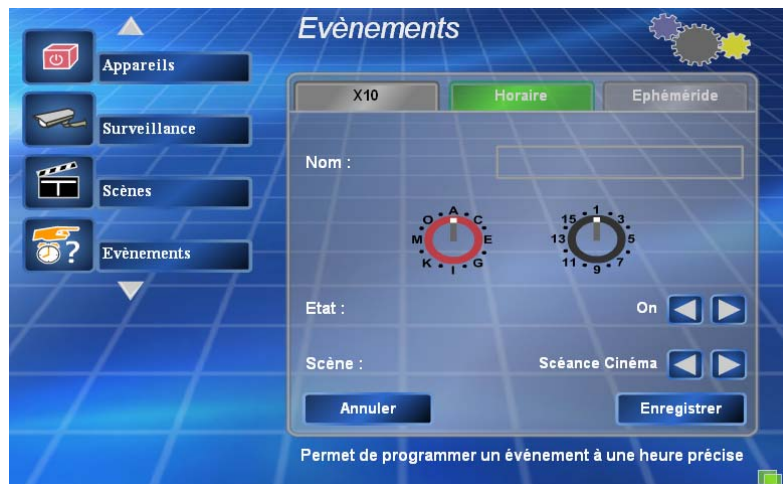 Evènements
Appareils
Surveillance
Scènes
Evènements
X10
Horaire
Ephéméride
Nom :
A
C
E
G
I
K
M
O
1
3
5
7
9
11
13
15
Etat :
On
Scène :
Scéance Cinéma
Annuler
Enregistrer
Permet de programmer un événement à une heure précise